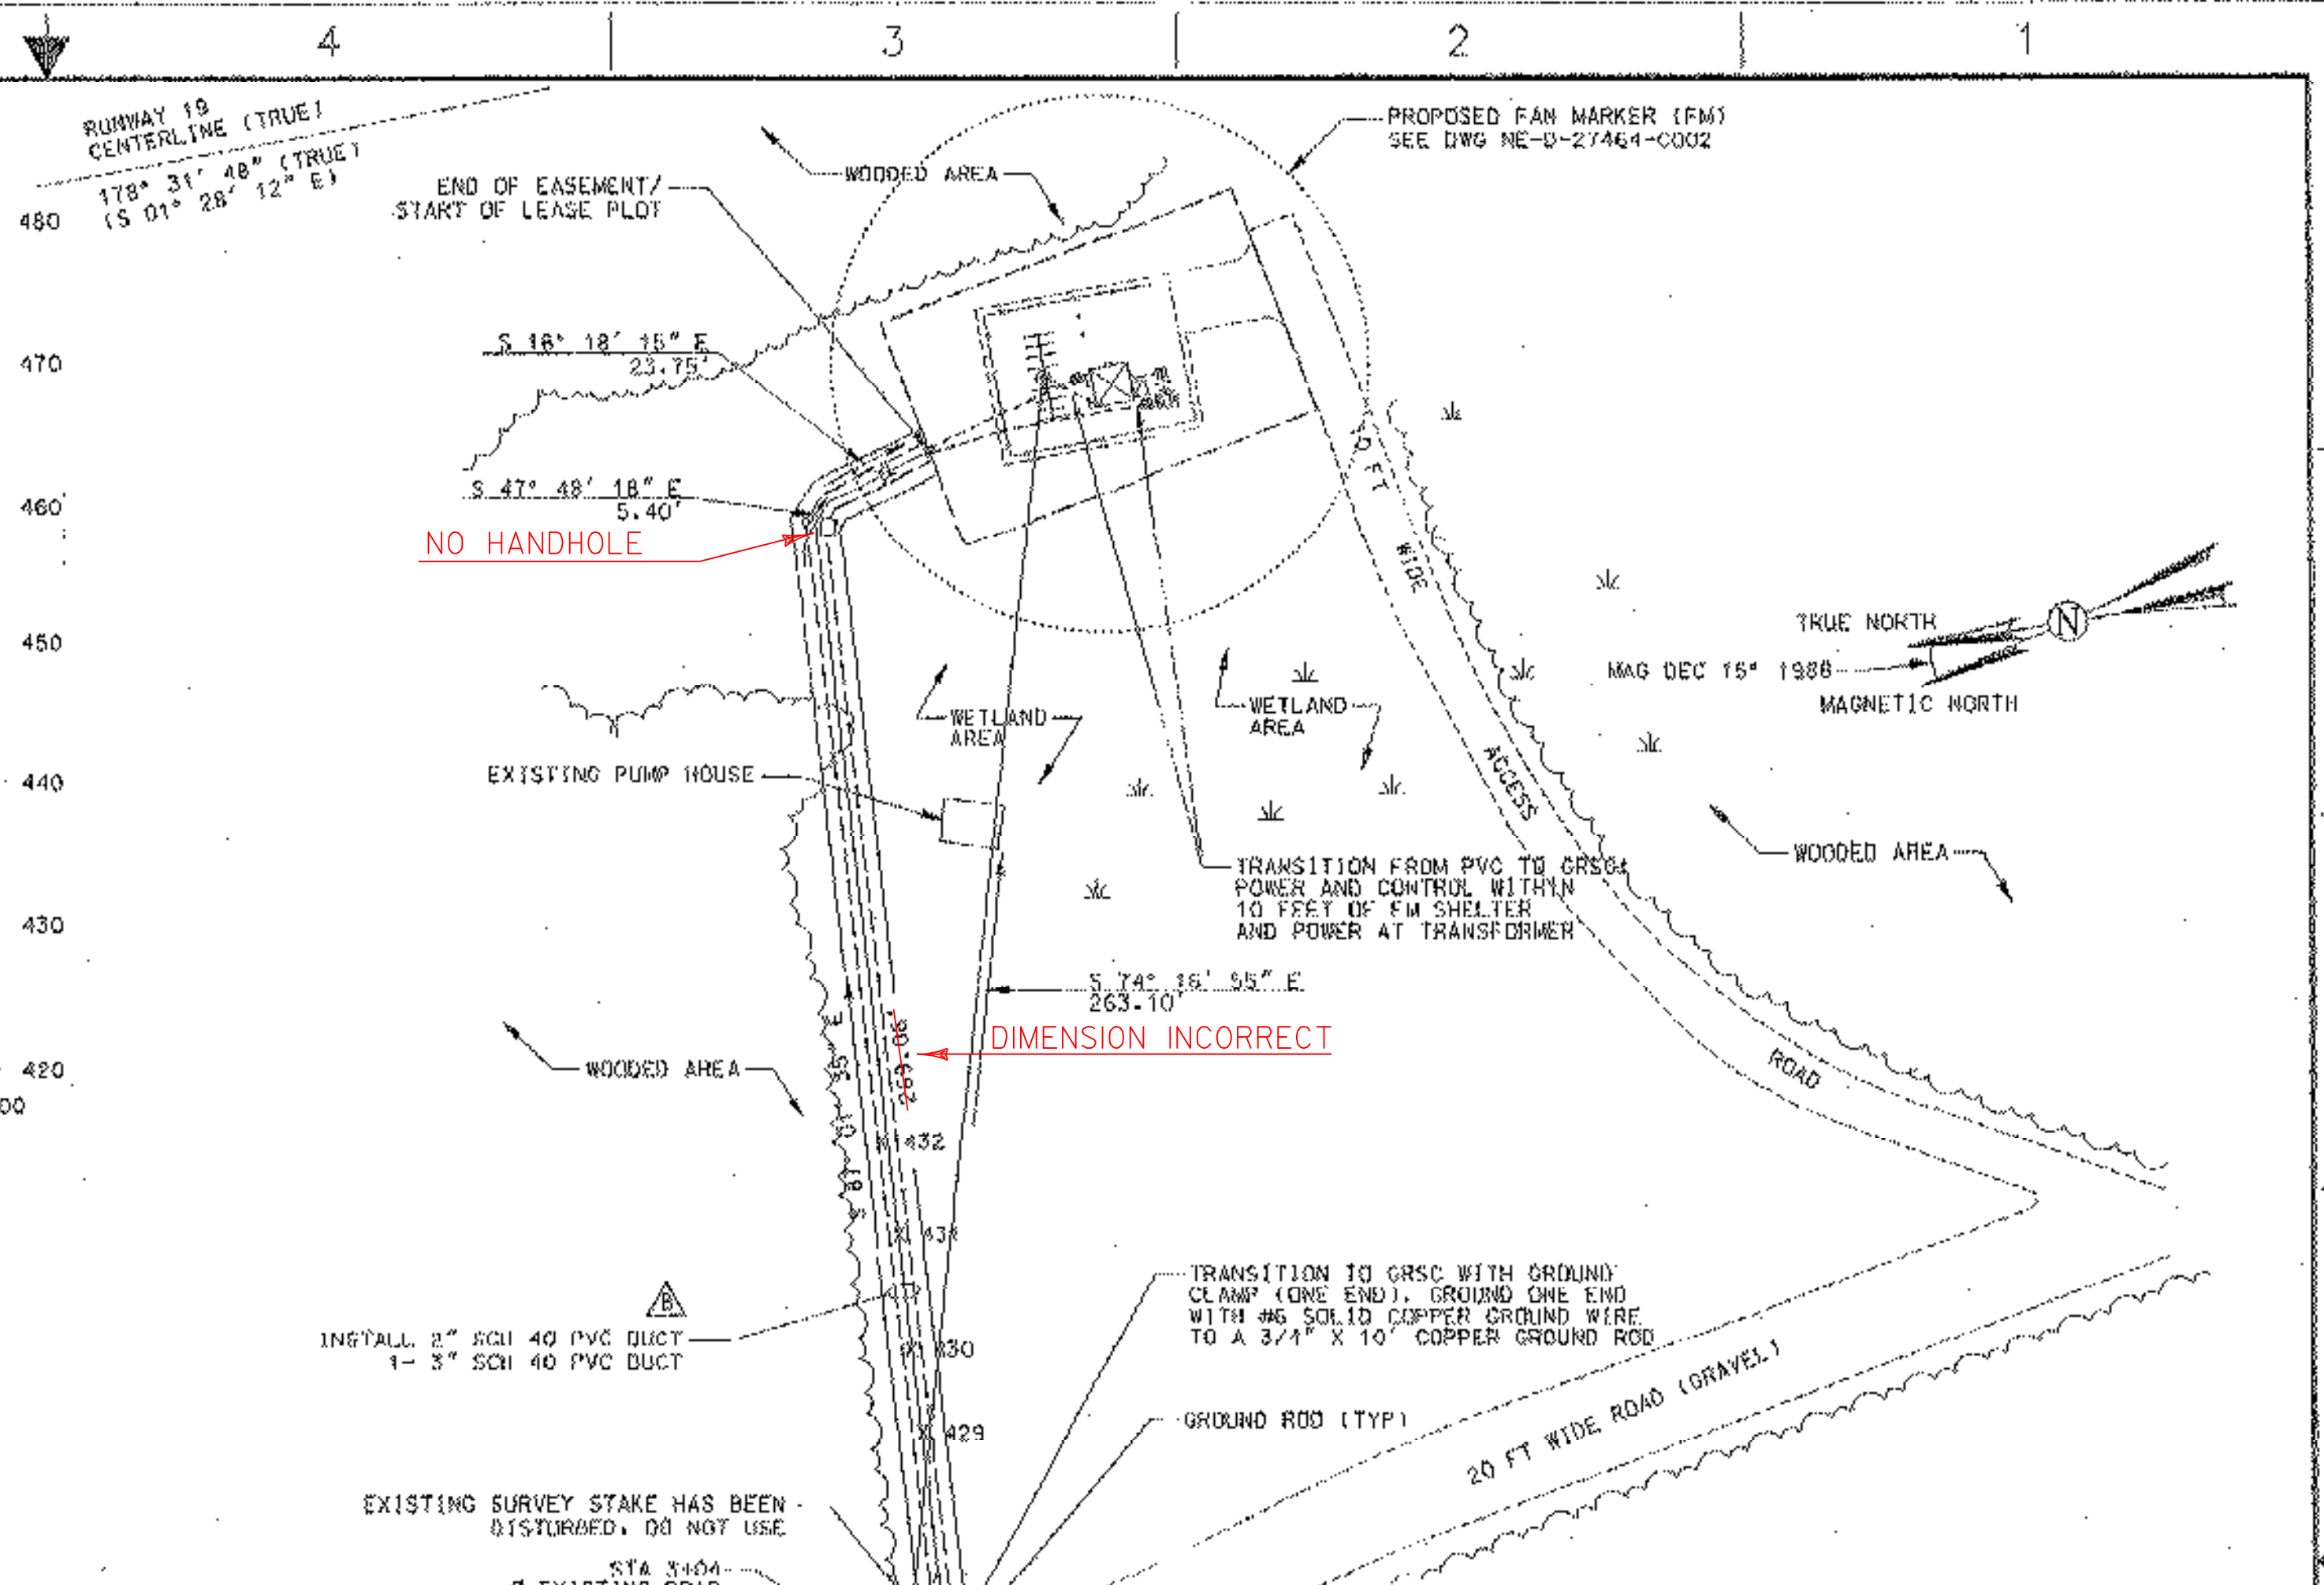 4
3
2
1
RUNWAY 19
CENTERLINE (TRUE)
178° 31' 48" (TRUE)
(S 01° 28' 12" E)
PROPOSED FAN MARKER (FM)
SEE DWG NE-D-27464-C002
WOODED AREA
END OF EASEMENT/
START OF LEASE PLOT
480
S 16° 18' 15" E
23.75'
470
S 47° 48' 18" E
5.40'
460
NO HANDHOLE
FT
WIDE
ACCESS
ROAD
450
TRUE NORTH
N
MAG DEC 15° 1988
MAGNETIC NORTH
WETLAND
AREA
WETLAND
AREA
EXISTING PUMP HOUSE
440
WOODED AREA
TRANSITION FROM PVC TO GRSC:
POWER AND CONTROL WITHIN
10 FEET OF FM SHELTER
AND POWER AT TRANSFORMER
430
S 74° 16' 55" E
263.10'
DIMENSION INCORRECT
WOODED AREA
420
00
432
431
TRANSITION TO GRSC WITH GROUND
CLAMP (ONE END). GROUND ONE END
WITH #6 SOLID COPPER GROUND WIRE
TO A 3/4" X 10' COPPER GROUND ROD
B
INSTALL 2" SCH 40 PVC DUCT
1- 3" SCH 40 PVC DUCT
430
429
GROUND ROD (TYP)
20 FT WIDE ROAD (GRAVEL)
EXISTING SURVEY STAKE HAS BEEN
DISTURBED. DO NOT USE
STA 3+04